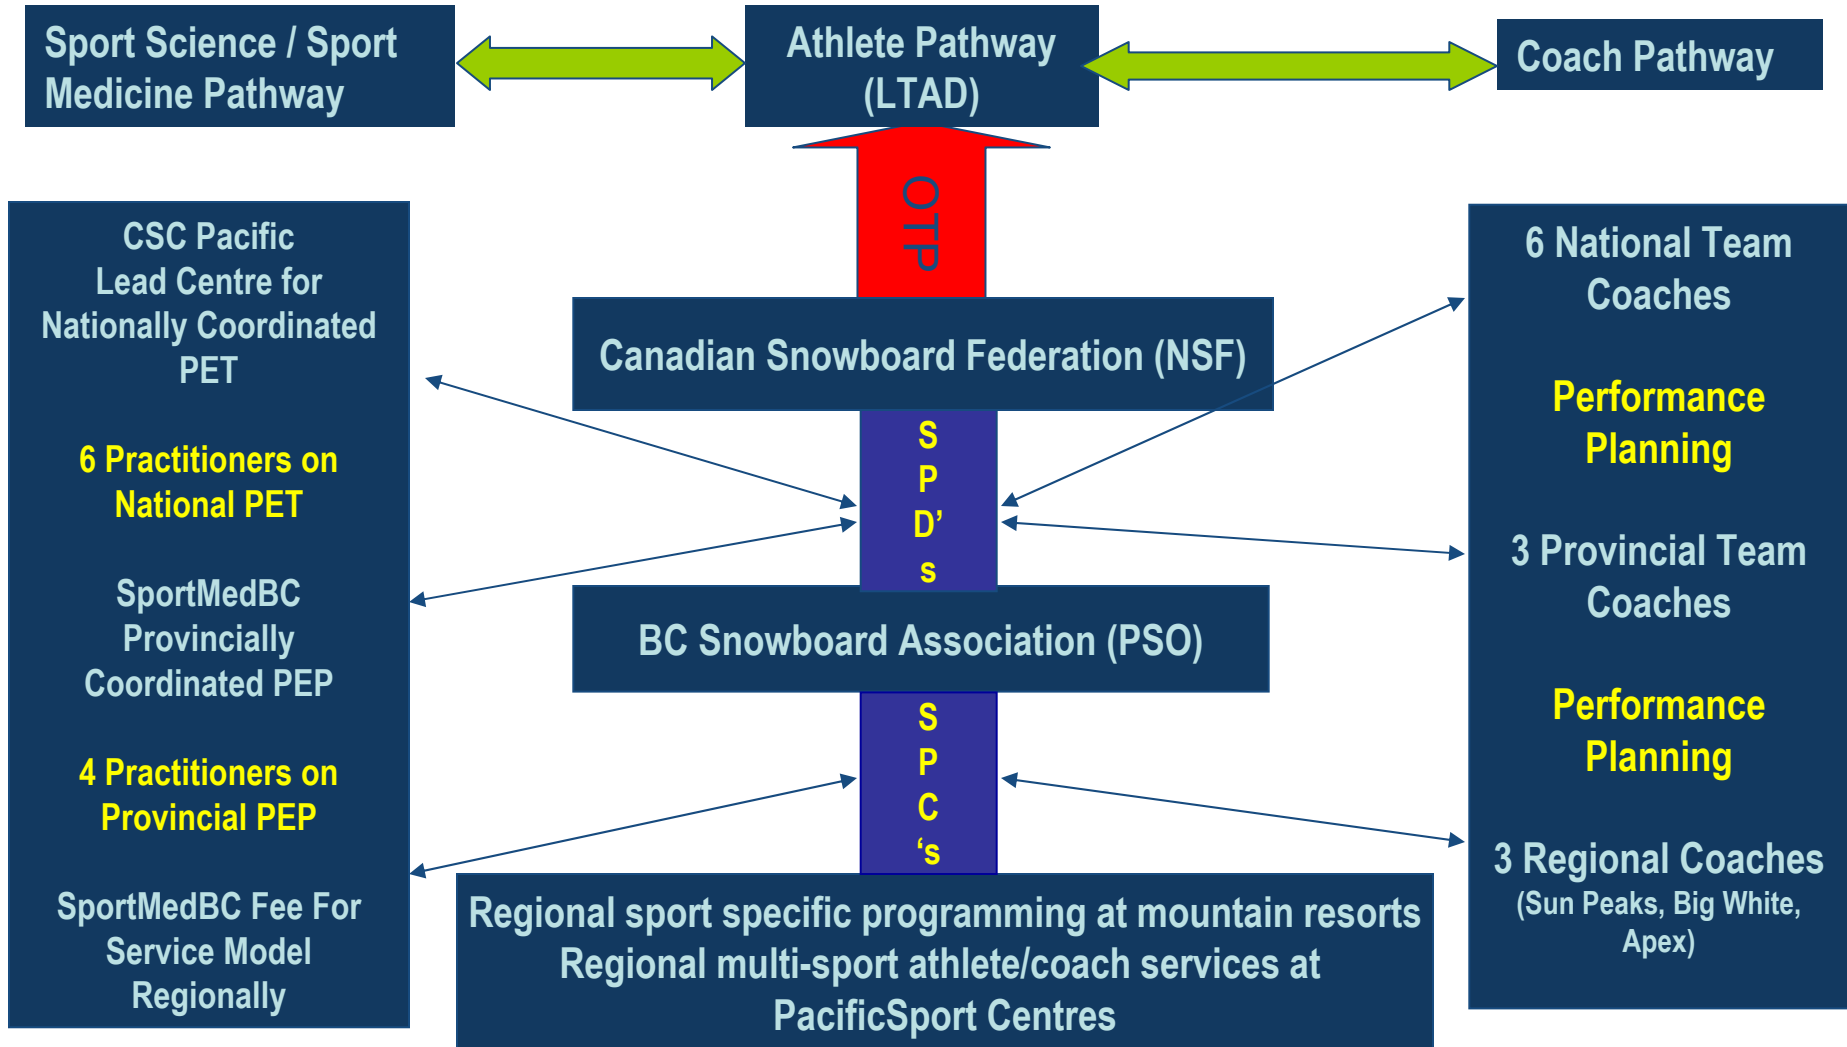 Sport Science / Sport
Medicine Pathway
Athlete Pathway
(LTAD)
Coach Pathway
OTP
CSC Pacific
Lead Centre for
Nationally Coordinated
PET
6 Practitioners on
National PET
SportMedBC
Provincially
Coordinated PEP
4 Practitioners on
Provincial PEP
SportMedBC Fee For
Service Model
Regionally
Canadian Snowboard Federation (NSF)
S
P
D’
s
BC Snowboard Association (PSO)
S
P
C
‘s
Regional sport specific programming at mountain resorts
Regional multi-sport athlete/coach services at
PacificSport Centres
6 National Team
Coaches
Performance
Planning
3 Provincial Team
Coaches
Performance
Planning
3 Regional Coaches
(Sun Peaks, Big White,
Apex)